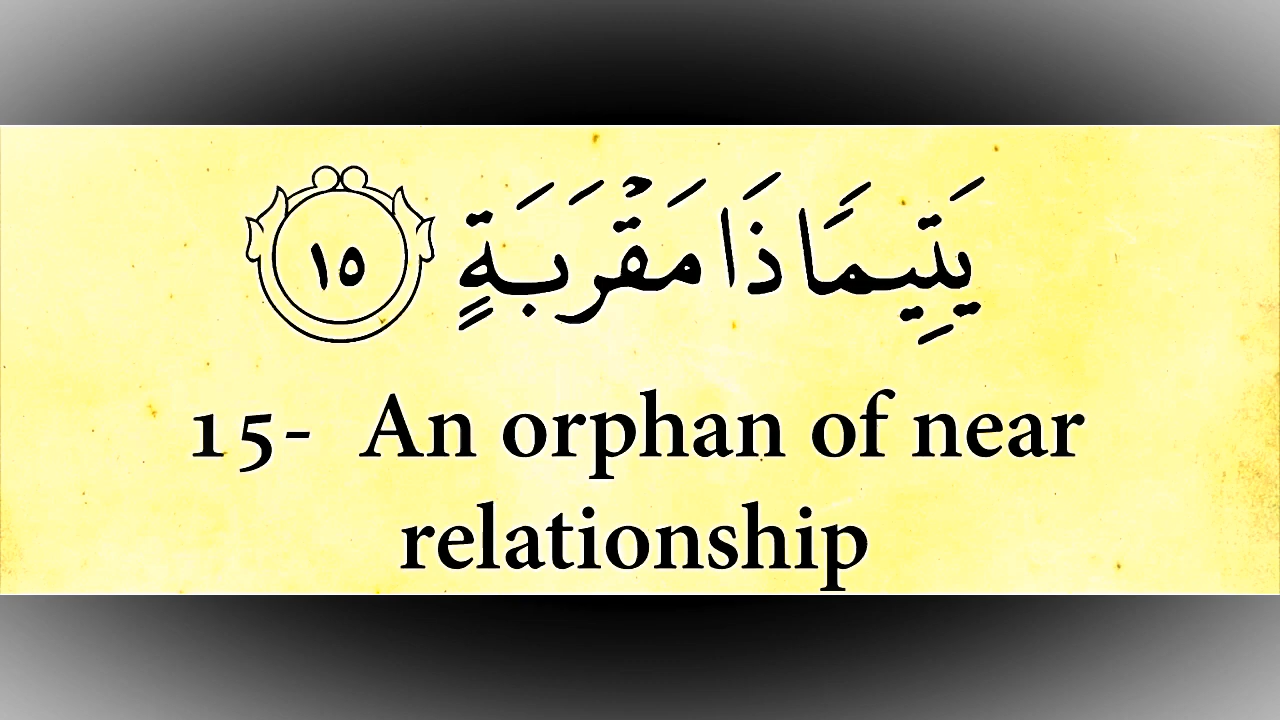 يَتِيمًا ذَا مَقْرَبَةٍ ١٥
15- An orphan of near
relationship